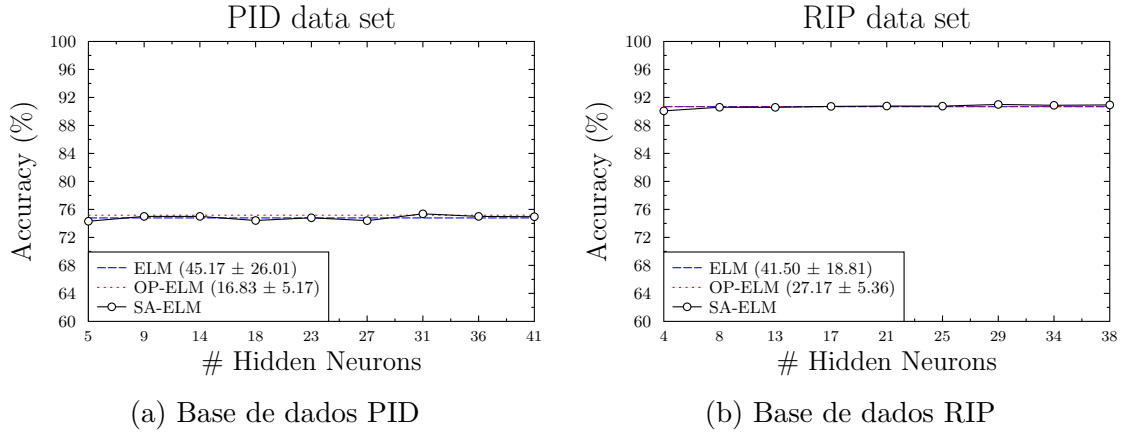 PID data set
Accuracy (%)
100
96
92
88
84
80
76
72
68
64
60
ELM (45.17 ± 26.01)
OP-ELM (16.83 ± 5.17)
SA-ELM
5 9 14 18 23 27 31 36 41
# Hidden Neurons
(a) Base de dados PID
RIP data set
Accuracy (%)
100
96
92
88
84
80
76
72
68
64
60
ELM (41.50 ± 18.81)
OP-ELM (27.17 ± 5.36)
SA-ELM
4 8 13 17 21 25 29 34 38
# Hidden Neurons
(b) Base de dados RIP